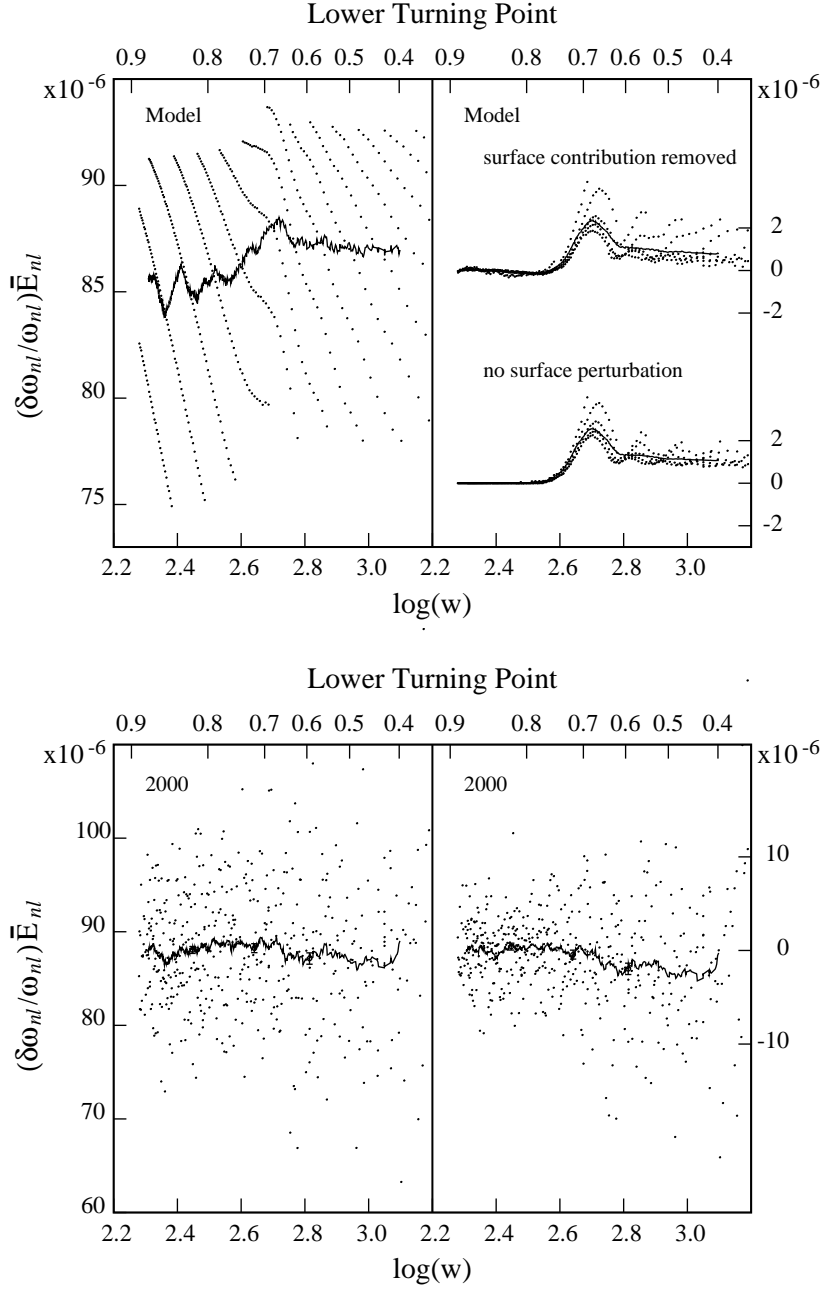 Lower Turning Point
0.9 0.8 0.7 0.6 0.5 0.4 0.9 0.8 0.7 0.6 0.5 0.4
x10⁻⁶ x10⁻⁶
Model Model
surface contribution removed
90
2
85 0
-2
no surface perturbation
80
2
75 0
-2
(δω_nl/ω_nl)Ē_nl
2.2 2.4 2.6 2.8 3.0 2.2 2.4 2.6 2.8 3.0
log(w) log(w)
Lower Turning Point
0.9 0.8 0.7 0.6 0.5 0.4 0.9 0.8 0.7 0.6 0.5 0.4
x10⁻⁶ x10⁻⁶
2000 2000
100
10
90 0
80
-10
70
60
(δω_nl/ω_nl)Ē_nl
2.2 2.4 2.6 2.8 3.0 2.2 2.4 2.6 2.8 3.0
log(w) log(w)